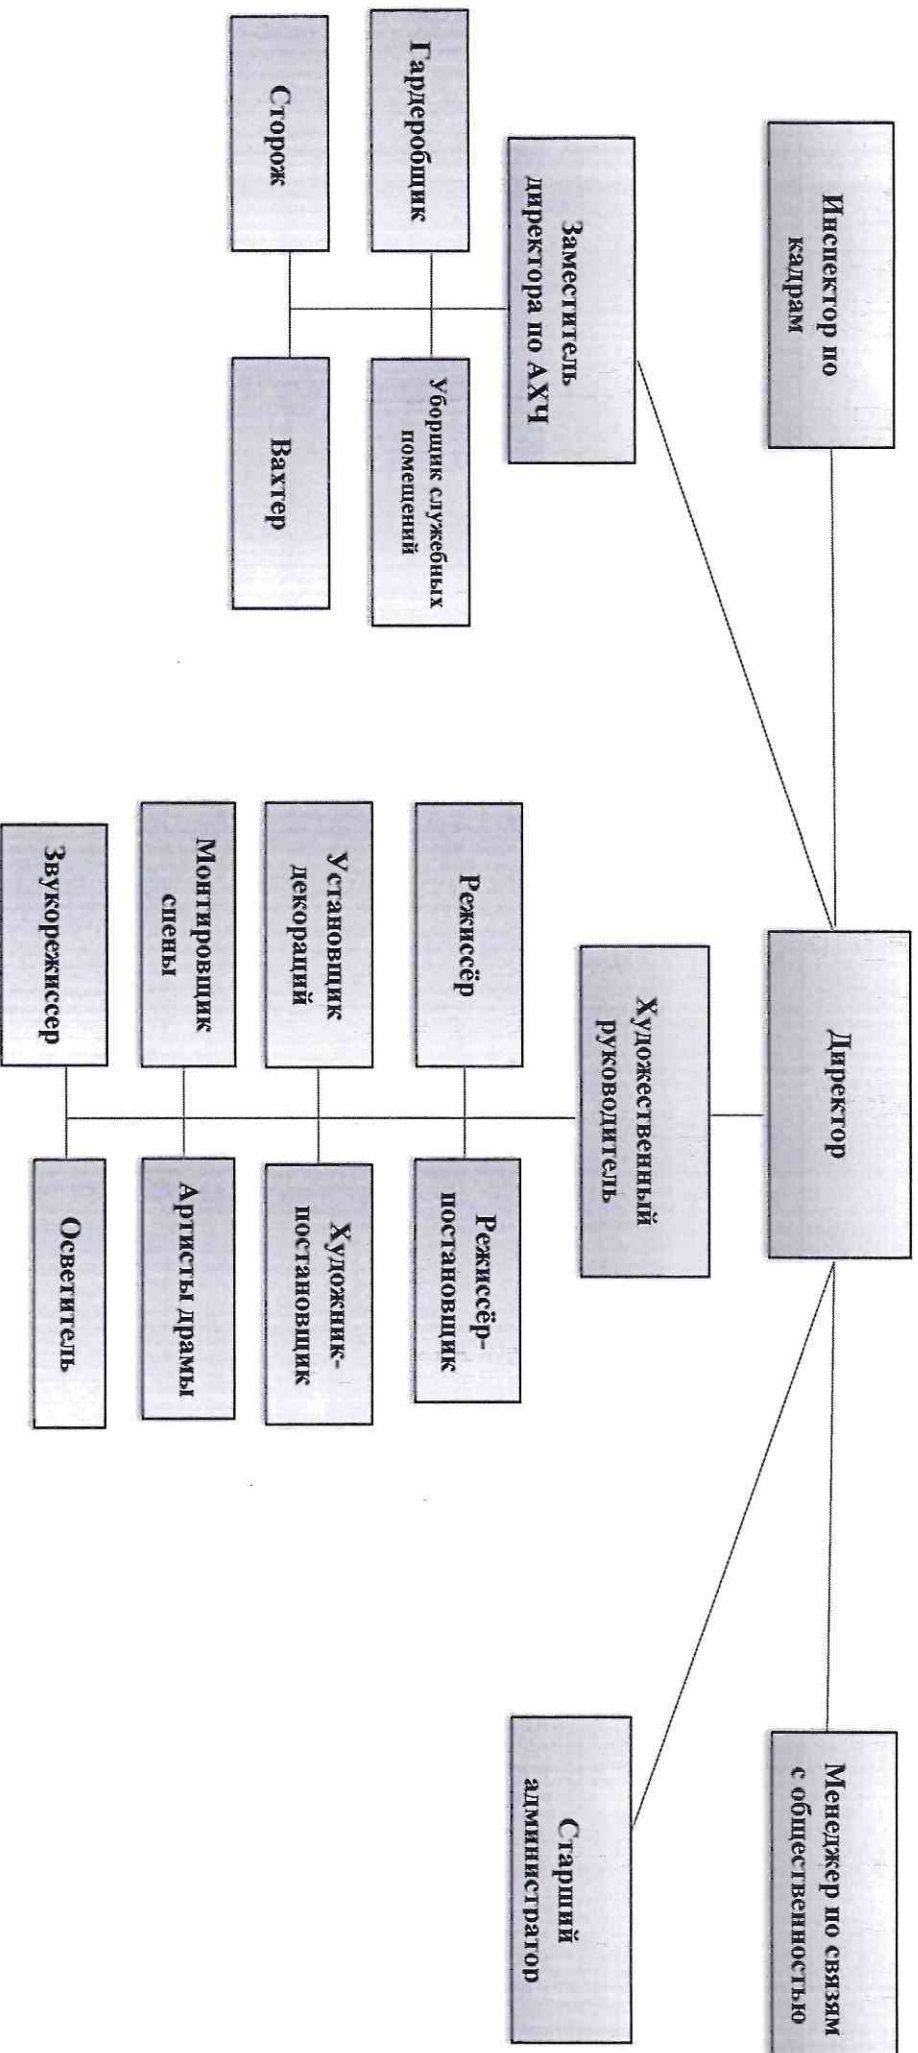 Инспектор по
кадрам
Директор
Менеджер по связям
с общественностью
Заместитель
директора по АХЧ
Художественный
руководитель
Старший
администратор
Гардеробщик
Уборщик служебных
помещений
Сторож
Вахтер
Режиссёр
Режиссёр-
постановщик
Установщик
декораций
Художник-
постановщик
Монтировщик
сцены
Артисты драмы
Звукорежиссер
Осветитель